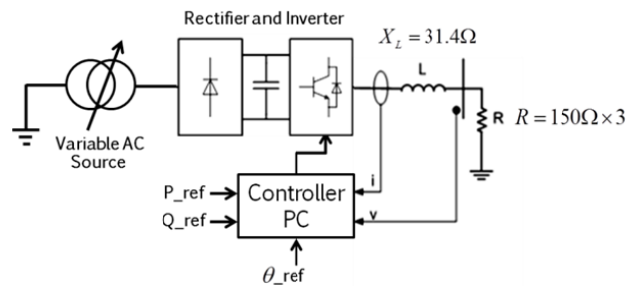 Rectifier and Inverter
X_L = 31.4Ω
L
R R = 150Ω×3
Variable AC
Source
i
P_ref
Controller
Q_ref
PC
v
θ_ref